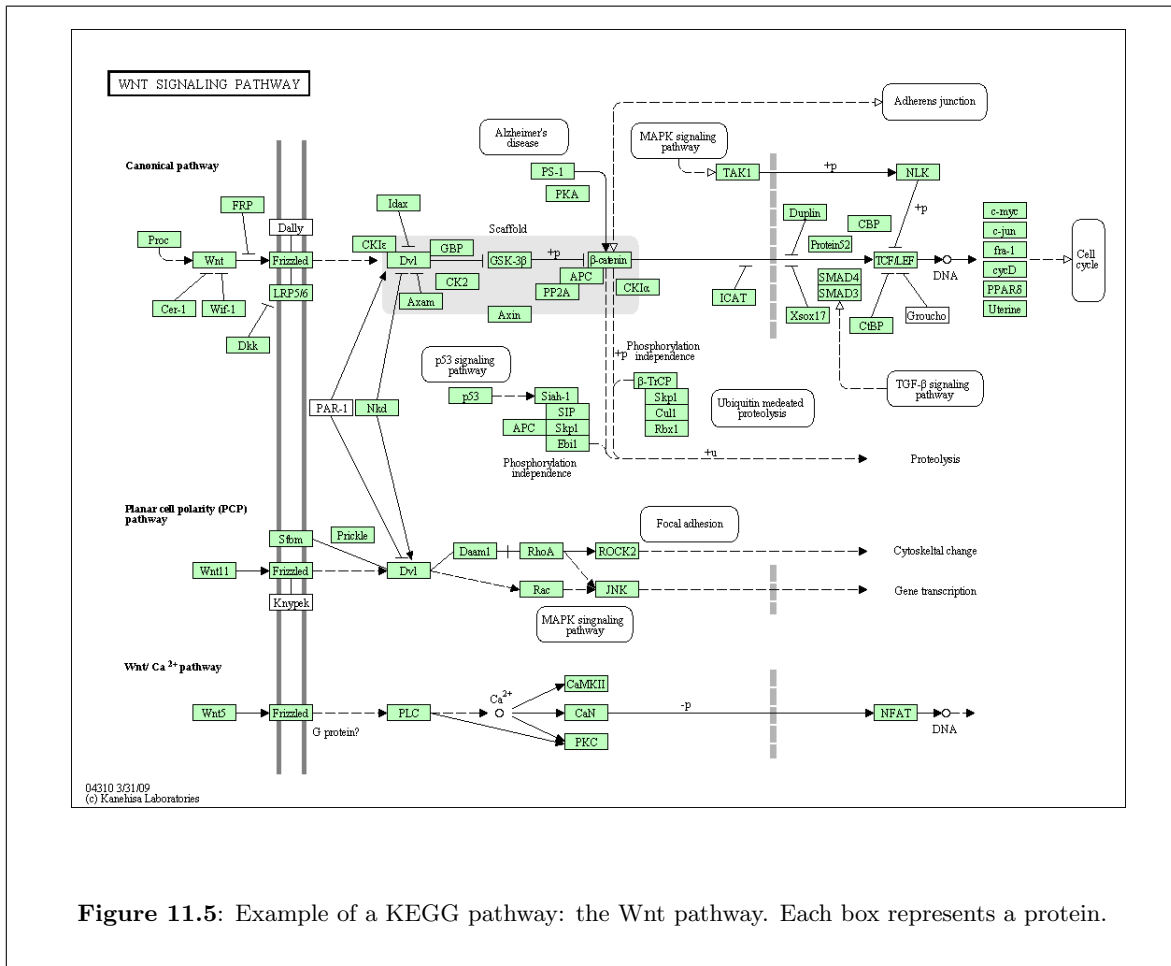 WNT SIGNALING PATHWAY
Adherens junction
Alzheimer's
disease
MAPK signaling
pathway
Canonical pathway
PS-1
PKA
TAK1
+p
NLK
FRP
Idax
Dally
Scaffold
+p
Duplin
CBP
c-myc
c-jun
fra-1
cycD
PPARδ
Uterine
Cell
cycle
Proc
Wnt
Frizzled
CKIε
Dvl
GBP
GSK-3β
+p
β-catenin
Protein52
TCF/LEF
DNA
LRP5/6
CK2
APC
PP2A
CKIα
SMAD4
SMAD3
Cer-1
Wif-1
Axam
Axin
ICAT
Xsox17
CtBP
Groucho
Dkk
p53 signaling
pathway
+p
Phosphorylation
independence
TGF-β signaling
pathway
p53
Siah-1
SIP
APC
Skp1
Ebi1
β-TrCP
Skp1
Cul1
Rbx1
Ubiquitin medeated
proteolysis
PAR-1
Nkd
Phosphorylation
independence
+u
Proteolysis
Planar cell polarity (PCP)
pathway
Stbm
Prickle
Focal adhesion
Daam1
RhoA
ROCK2
Cytoskeltal change
Wnt11
Frizzled
Dvl
Rac
JNK
Gene transcription
Knypek
MAPK singnaling
pathway
Wnt/ Ca 2+ pathway
CaMKII
Ca2+
Wnt5
Frizzled
PLC
CaN
-p
NFAT
G protein?
DNA
PKC
04310 3/31/09
(c) Kanehisa Laboratories
Figure 11.5: Example of a KEGG pathway: the Wnt pathway. Each box represents a protein.